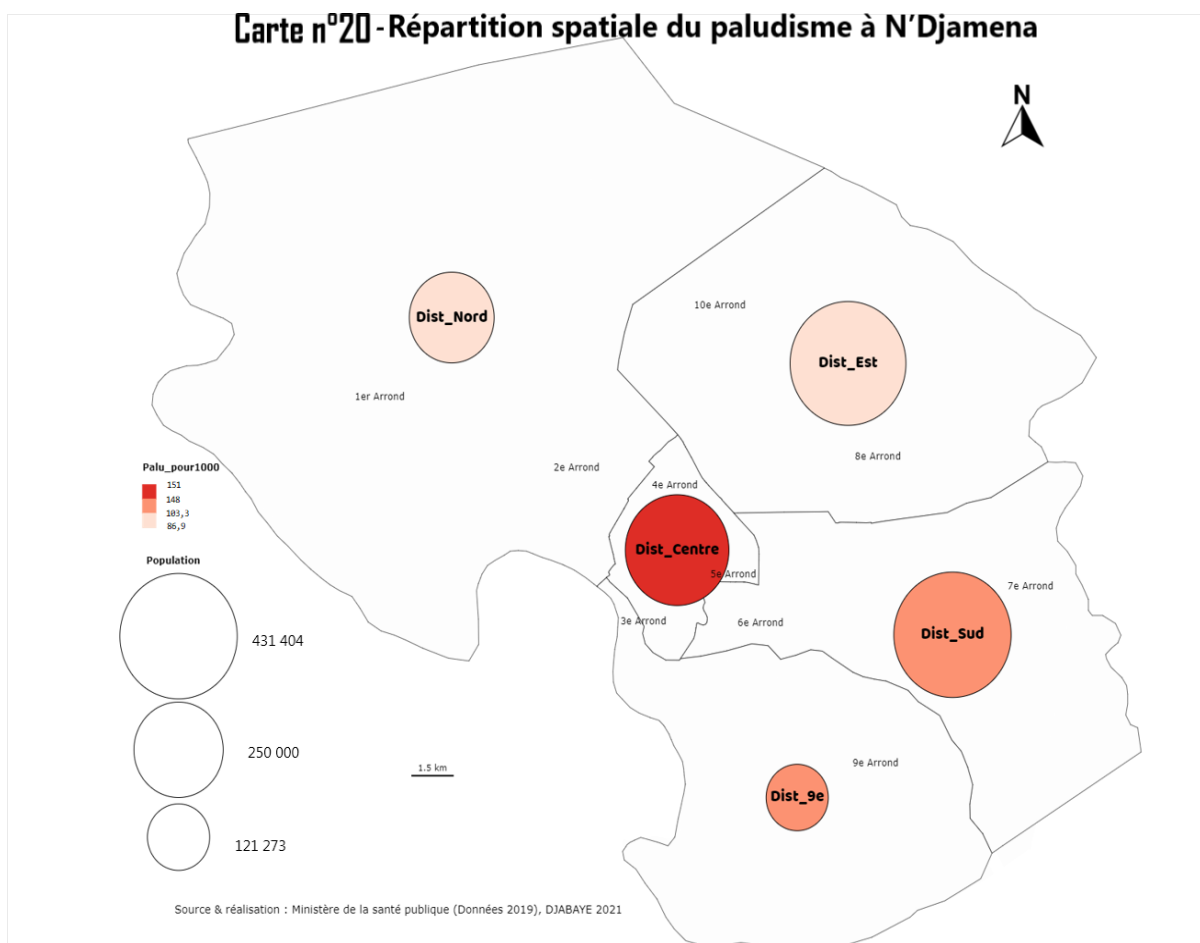 Carte n°20 - Répartition spatiale du paludisme à N'Djamena
N
10e Arrond
Dist_Nord
Dist_Est
1er Arrond
8e Arrond
2e Arrond
Palu_pour1000
151
148
103,3
86,9
4e Arrond
Dist_Centre
5e Arrond
Population
7e Arrond
3e Arrond
6e Arrond
Dist_Sud
431 404
250 000
9e Arrond
1.5 km
Dist_9e
121 273
Source & réalisation : Ministère de la santé publique (Données 2019), DJABAYE 2021